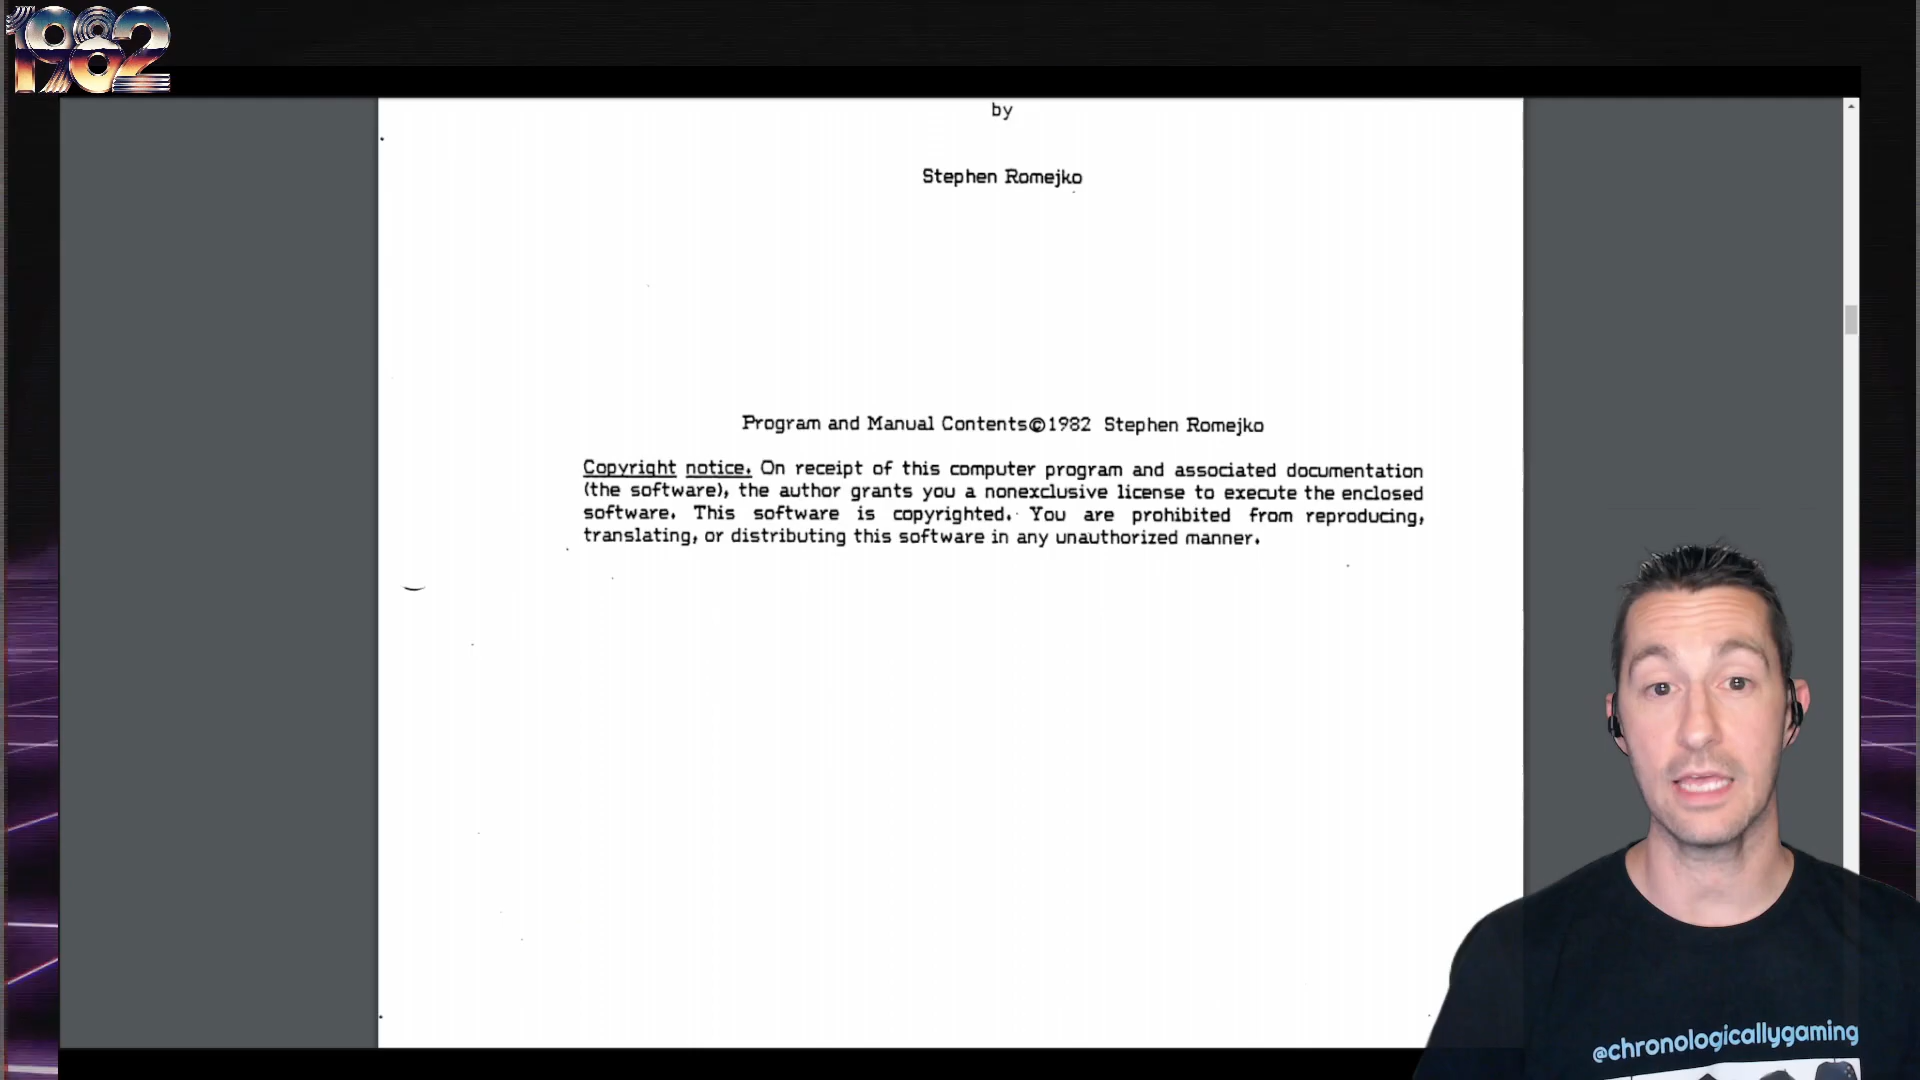 1982
by
Stephen Romejko
Program and Manual Contents©1982 Stephen Romejko
Copyright notice. On receipt of this computer program and associated documentation
(the software), the author grants you a nonexclusive license to execute the enclosed
software. This software is copyrighted. You are prohibited from reproducing,
translating, or distributing this software in any unauthorized manner.
@chronologicallygaming